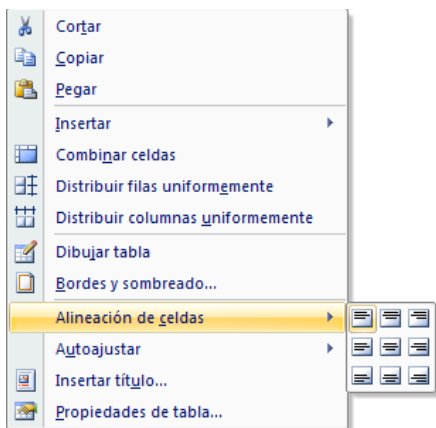 Cortar
Copiar
Pegar
Insertar
Combinar celdas
Distribuir filas uniformemente
Distribuir columnas uniformemente
Dibujar tabla
Bordes y sombreado...
Alineación de celdas
Autoajustar
Insertar título...
Propiedades de tabla...